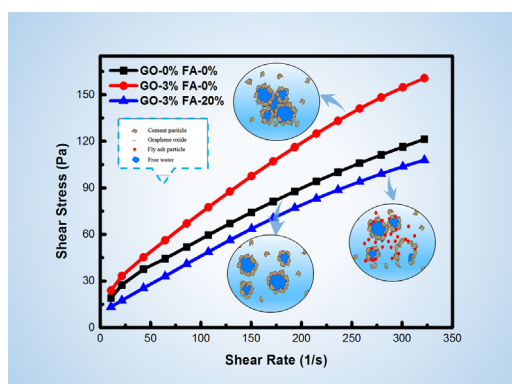 GO-0% FA-0%
GO-3% FA-0%
GO-3% FA-20%
Cement particle
Graphene oxide
Fly ash particle
Free water
Shear Stress (Pa)
150
120
90
60
30
0
0 50 100 150 200 250 300 350
Shear Rate (1/s)